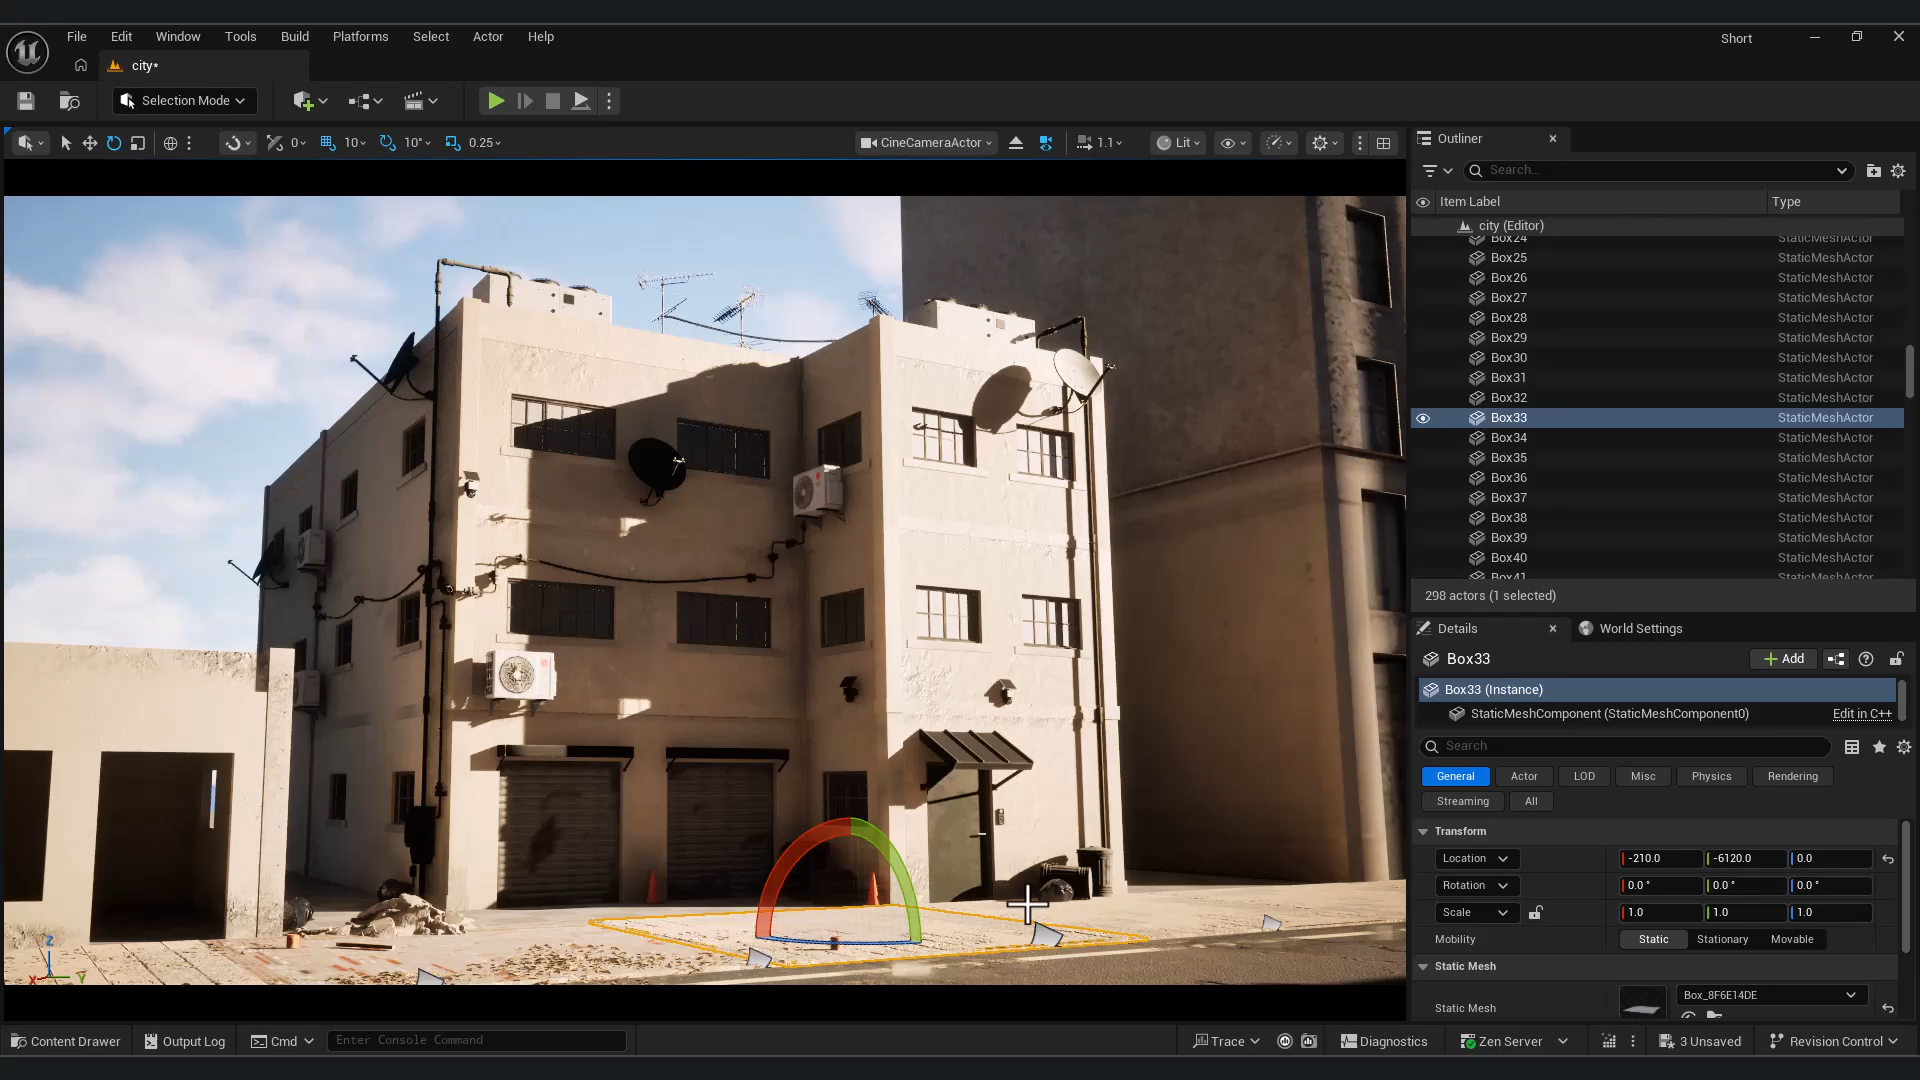 File Edit Window Tools Build Platforms Select Actor Help
Short
city*
Selection Mode
0 10 10° 0.25
CineCameraActor
1.1
Lit
Outliner
Search...
Item Label Type
city (Editor)
Box24 StaticMeshActor
Box25 StaticMeshActor
Box26 StaticMeshActor
Box27 StaticMeshActor
Box28 StaticMeshActor
Box29 StaticMeshActor
Box30 StaticMeshActor
Box31 StaticMeshActor
Box32 StaticMeshActor
Box33 StaticMeshActor
Box34 StaticMeshActor
Box35 StaticMeshActor
Box36 StaticMeshActor
Box37 StaticMeshActor
Box38 StaticMeshActor
Box39 StaticMeshActor
Box40 StaticMeshActor
Box41 StaticMeshActor
298 actors (1 selected)
Details World Settings
Box33
Add
Box33 (Instance)
StaticMeshComponent (StaticMeshComponent0) Edit in C++
Search
General Actor LOD Misc Physics Rendering
Streaming All
Transform
Location -210.0 -6120.0 0.0
Rotation 0.0 ° 0.0 ° 0.0 °
Scale 1.0 1.0 1.0
Mobility Static Stationary Movable
Static Mesh
Static Mesh Box_8F6E14DE
Z
X Y
Content Drawer Output Log Cmd Enter Console Command Trace Diagnostics Zen Server 3 Unsaved Revision Control